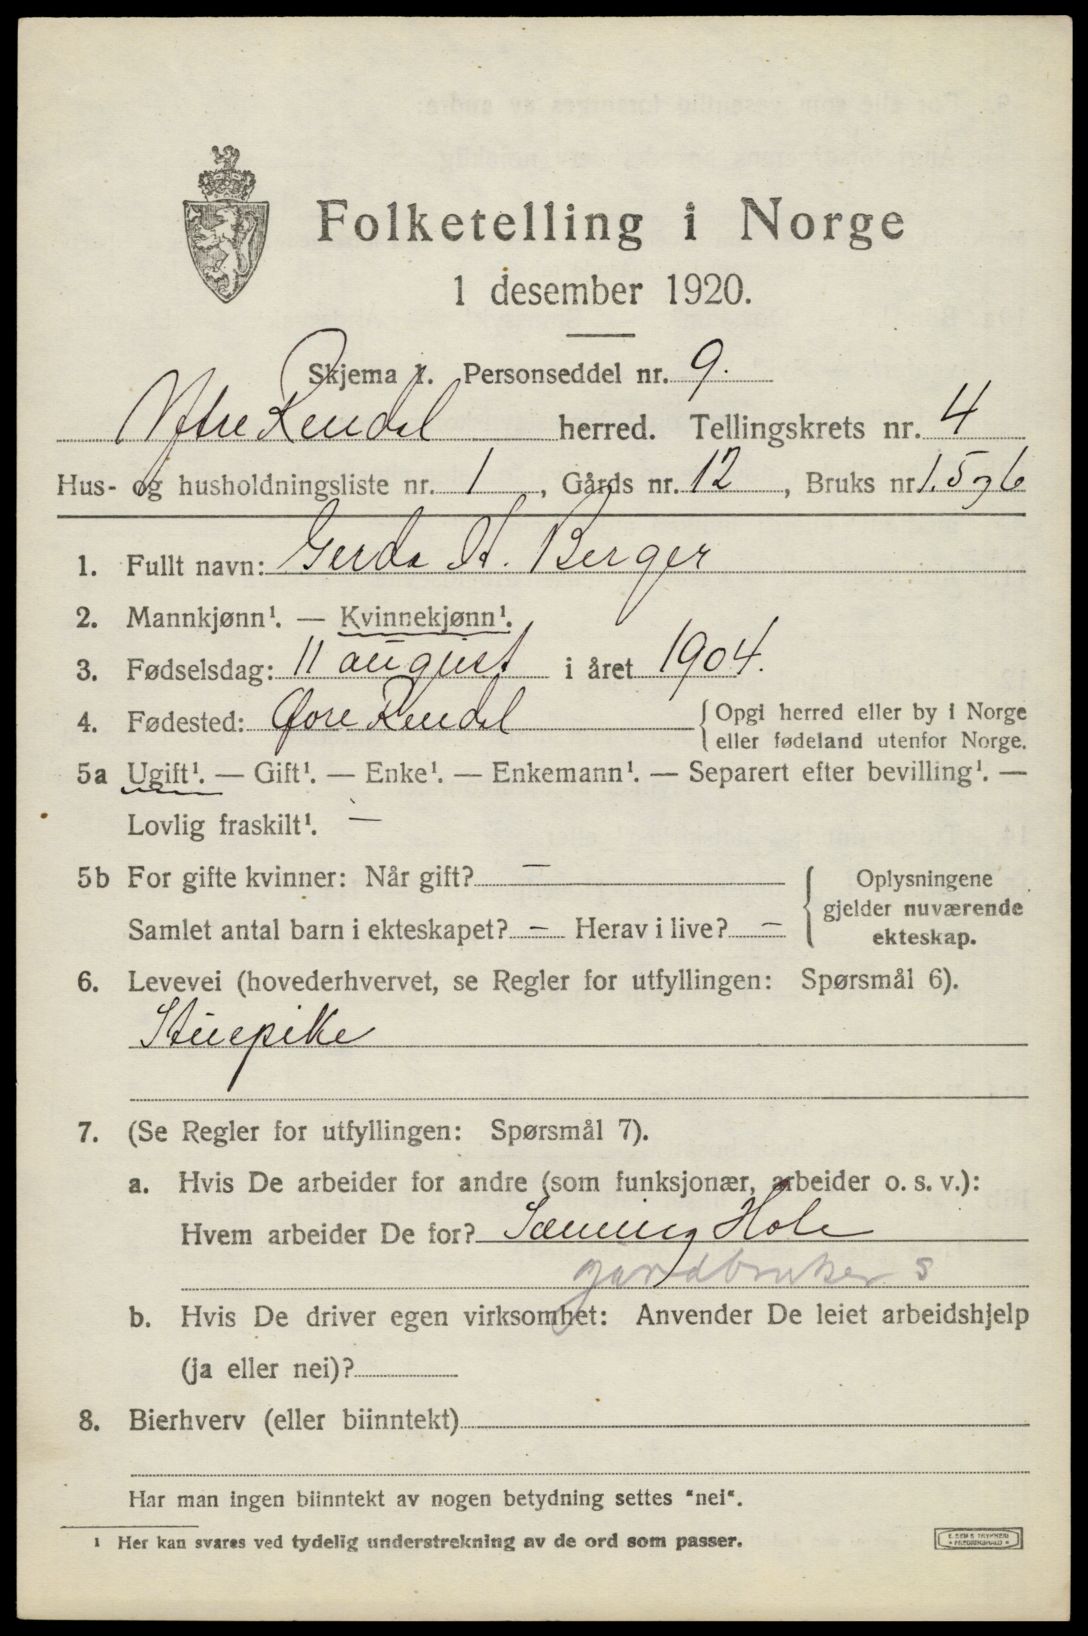 Folketelling i Norge
1 desember 1920.
Skjema 1. Personseddel nr. 9.
Ytre Rendal herred. Tellingskrets nr. 4
Hus- og husholdningsliste nr. 1, Gårds nr. 12, Bruks nr. 1. 5 og 6
1. Fullt navn: Gerda A. Berger
2. Mannkjønn¹. — Kvinnekjønn¹.
3. Fødselsdag: 11 august i året 1904.
4. Fødested: Øvre Rendal { Opgi herred eller by i Norge
eller fødeland utenfor Norge.
5a Ugift¹. — Gift¹. — Enke¹. — Enkemann¹. — Separert efter bevilling¹. —
Lovlig fraskilt¹. —
5b For gifte kvinner: Når gift? — { Oplysningene
gjelder nuværende
Samlet antal barn i ekteskapet? — Herav i live? — ekteskap.
6. Levevei (hovederhvervet, se Regler for utfyllingen: Spørsmål 6).
Stuepike
7. (Se Regler for utfyllingen: Spørsmål 7).
a. Hvis De arbeider for andre (som funksjonær, arbeider o. s. v.):
Hvem arbeider De for? Hole
gardbruker s
b. Hvis De driver egen virksomhet: Anvender De leiet arbeidshjelp
(ja eller nei)?
8. Bierhverv (eller biinntekt)
Har man ingen biinntekt av nogen betydning settes "nei".
¹ Her kan svares ved tydelig understrekning av de ord som passer.